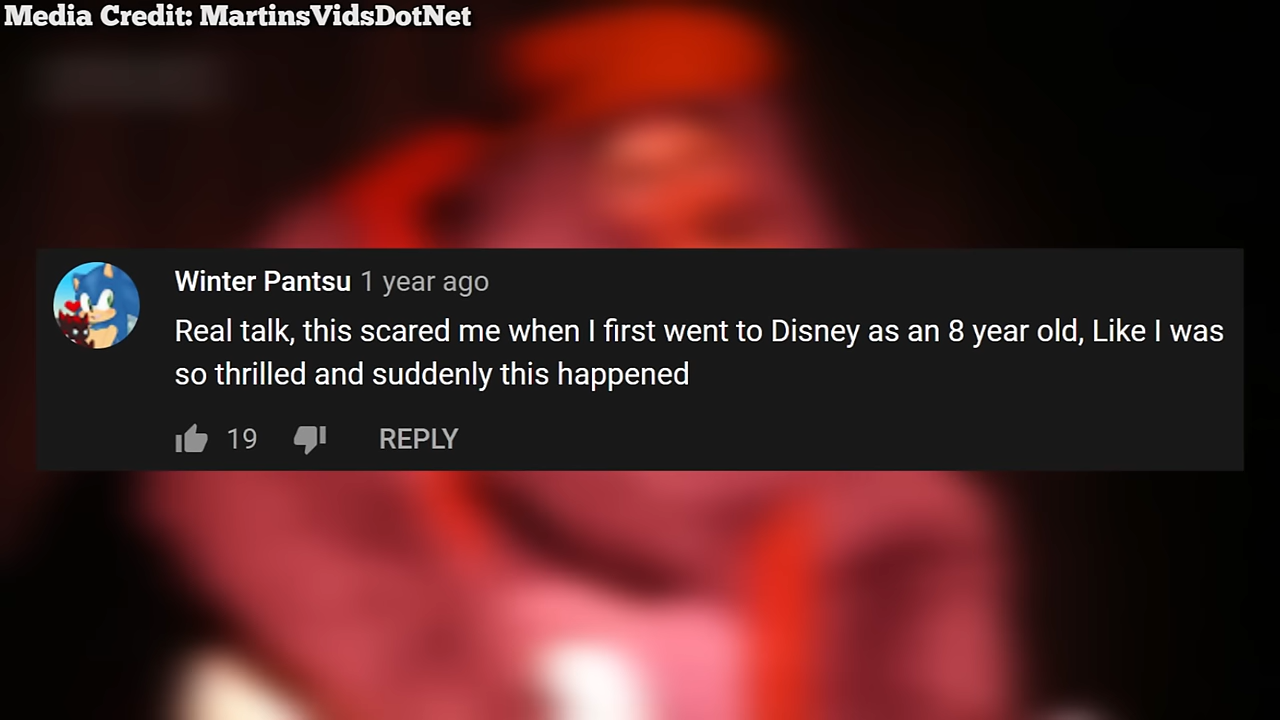 Media Credit: MartinsVidsDotNet
Winter Pantsu 1 year ago
Real talk, this scared me when I first went to Disney as an 8 year old, Like I was
so thrilled and suddenly this happened
19 REPLY